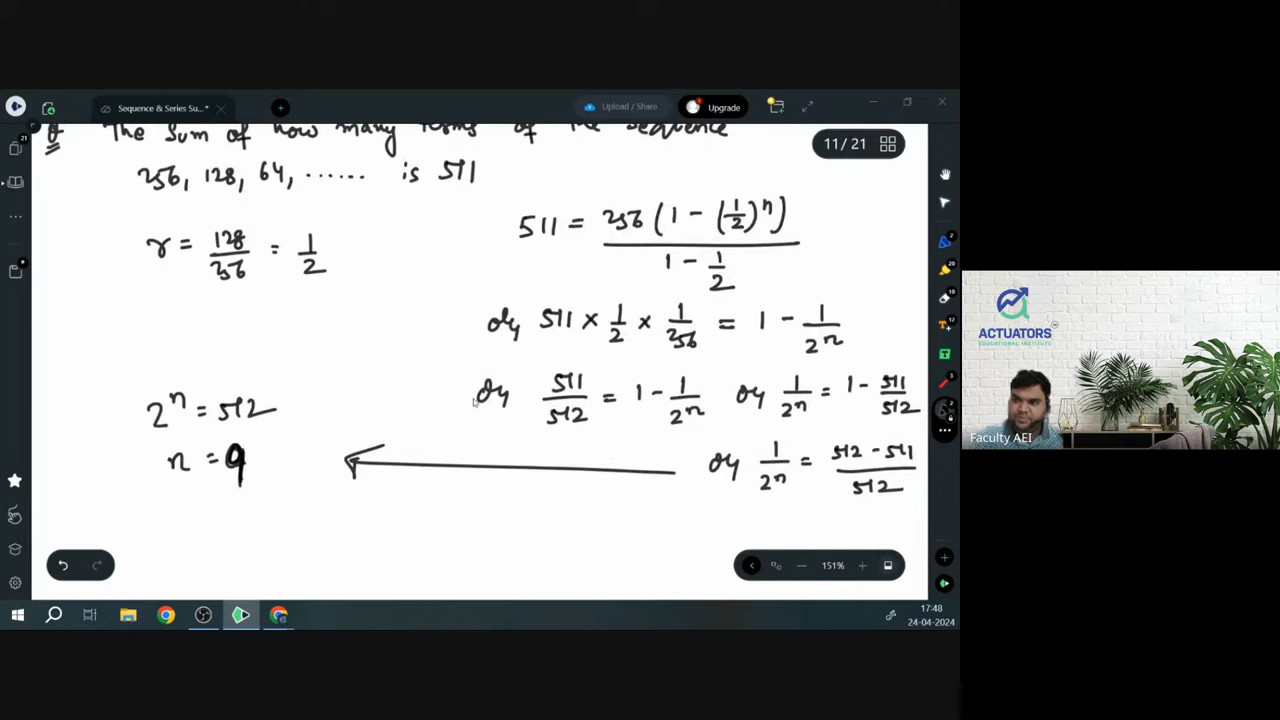 Sequence & Series Su...*
Upload / Share
Upgrade
Q The Sum of how many terms of the sequence
11 / 21
256, 128, 64, ...... is 511
r = 128/256 = 1/2
511 = 256 (1 - (1/2)^n) / 1 - 1/2
or, 511 × 1/2 × 1/256 = 1 - 1/2^n
or, 511/512 = 1 - 1/2^n or, 1/2^n = 1 - 511/512
or, 1/2^n = 512 - 511 / 512
2^n = 512
n = 9
151%
17:48
24-04-2024
ACTUATORS
EDUCATIONAL INSTITUTE
Faculty AEI